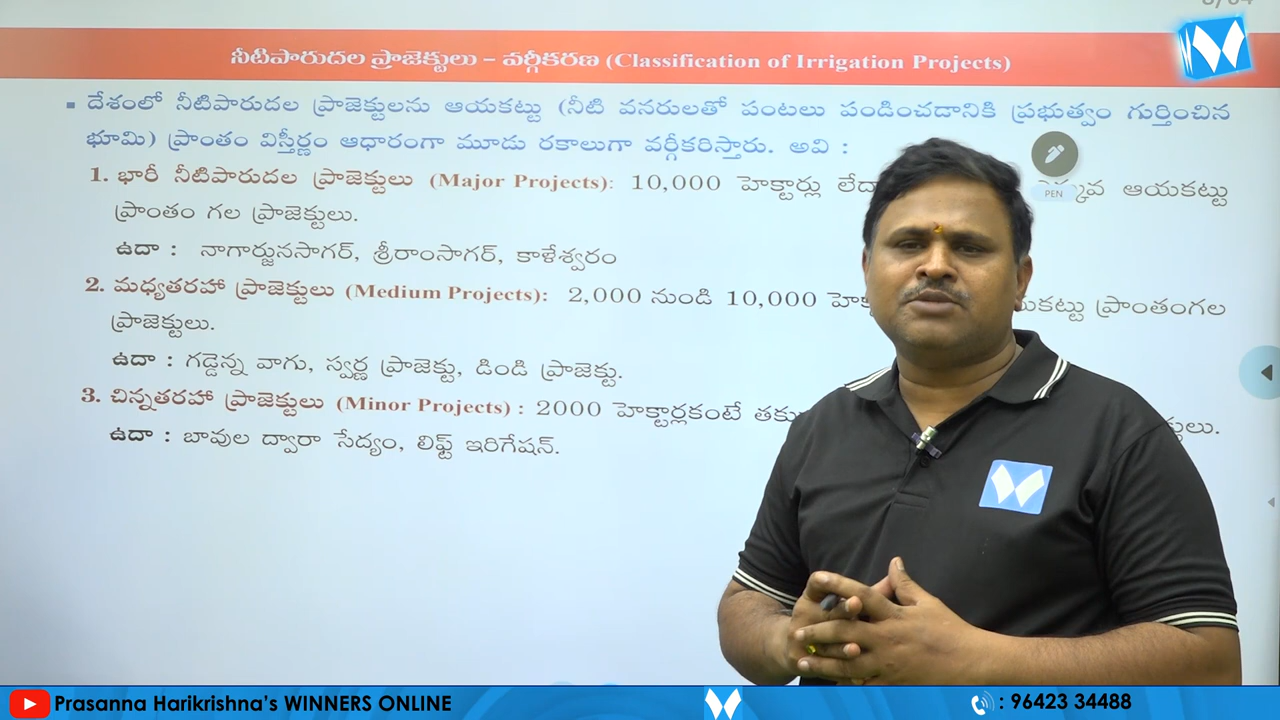 నీటిపారుదల ప్రాజెక్టులు – వర్గీకరణ (Classification of Irrigation Projects)
▪ దేశంలో నీటిపారుదల ప్రాజెక్టులను ఆయకట్టు (నీటి వనరులతో పంటలు పండించడానికి ప్రభుత్వం గుర్తించిన
భూమి) ప్రాంతం విస్తీర్ణం ఆధారంగా మూడు రకాలుగా వర్గీకరిస్తారు. అవి :
1. భారీ నీటిపారుదల ప్రాజెక్టులు (Major Projects): 10,000 హెక్టార్లు ఆయకట్టు
PEN
ప్రాంతం గల ప్రాజెక్టులు.
ఉదా : నాగార్జునసాగర్, శ్రీరాంసాగర్, కాళేశ్వరం
2. మధ్యతరహా ప్రాజెక్టులు (Medium Projects): 2,000 నుండి 10,000 ప్రాంతంగల
ప్రాజెక్టులు.
ఉదా : గడ్డెన్న వాగు, స్వర్ణ ప్రాజెక్టు, డిండి ప్రాజెక్టు.
3. చిన్నతరహా ప్రాజెక్టులు (Minor Projects) : 2000 హెక్టార్లకంటే
ఉదా : బావుల ద్వారా సేద్యం, లిఫ్ట్ ఇరిగేషన్.
Prasanna Harikrishna's WINNERS ONLINE : 96423 34488